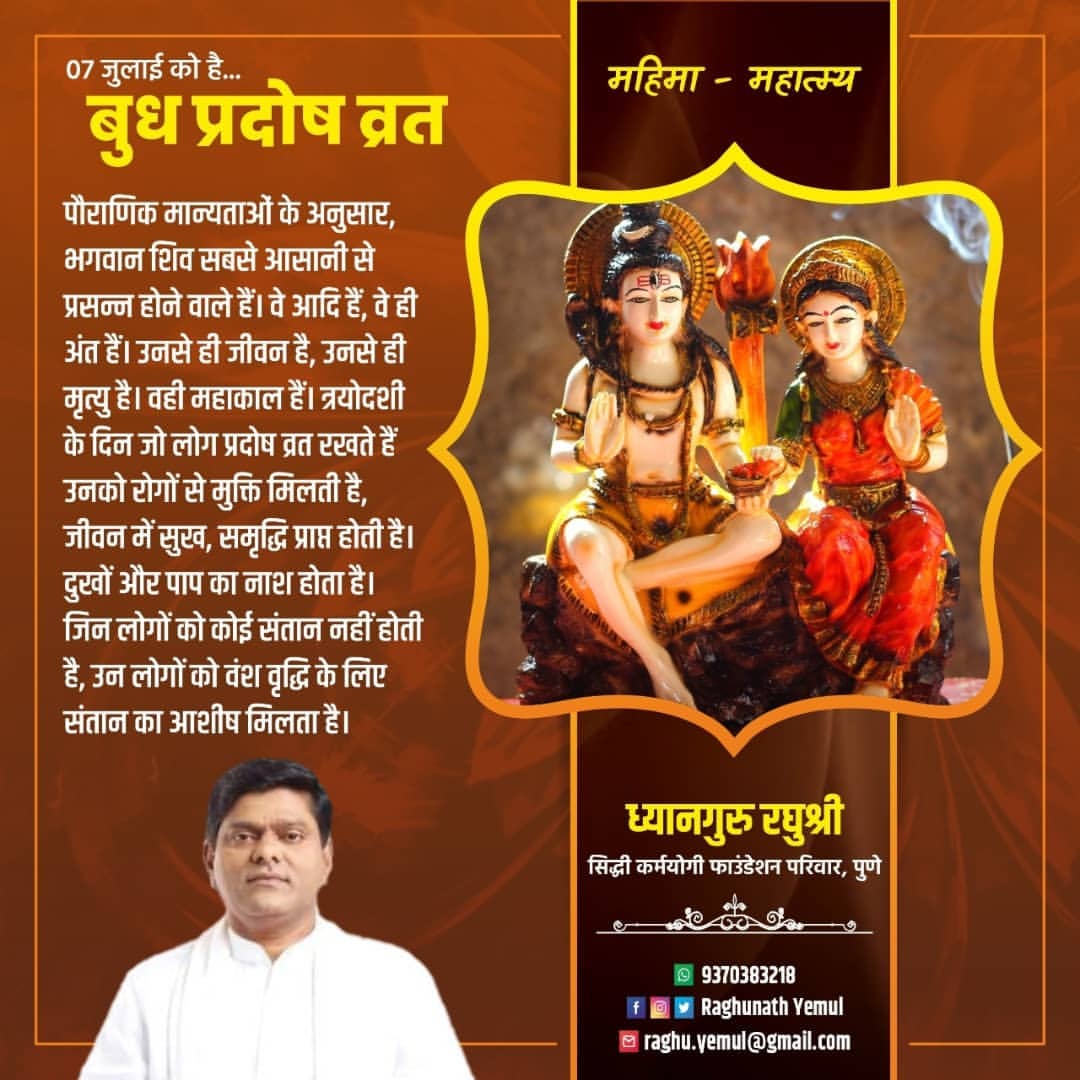 07 जुलाई को है...
बुध प्रदोष व्रत
महिमा - महात्म्य
पौराणिक मान्यताओं के अनुसार,
भगवान शिव सबसे आसानी से
प्रसन्न होने वाले हैं। वे आदि हैं, वे ही
अंत हैं। उनसे ही जीवन है, उनसे ही
मृत्यु है। वही महाकाल हैं। त्रयोदशी
के दिन जो लोग प्रदोष व्रत रखते हैं
उनको रोगों से मुक्ति मिलती है,
जीवन में सुख, समृद्धि प्राप्त होती है।
दुखों और पाप का नाश होता है।
जिन लोगों को कोई संतान नहीं होती
है, उन लोगों को वंश वृद्धि के लिए
संतान का आशीष मिलता है।
ध्यानगुरु रघुश्री
सिद्धी कर्मयोगी फाउंडेशन परिवार, पुणे
9370383218
Raghunath Yemul
raghu.yemul@gmail.com